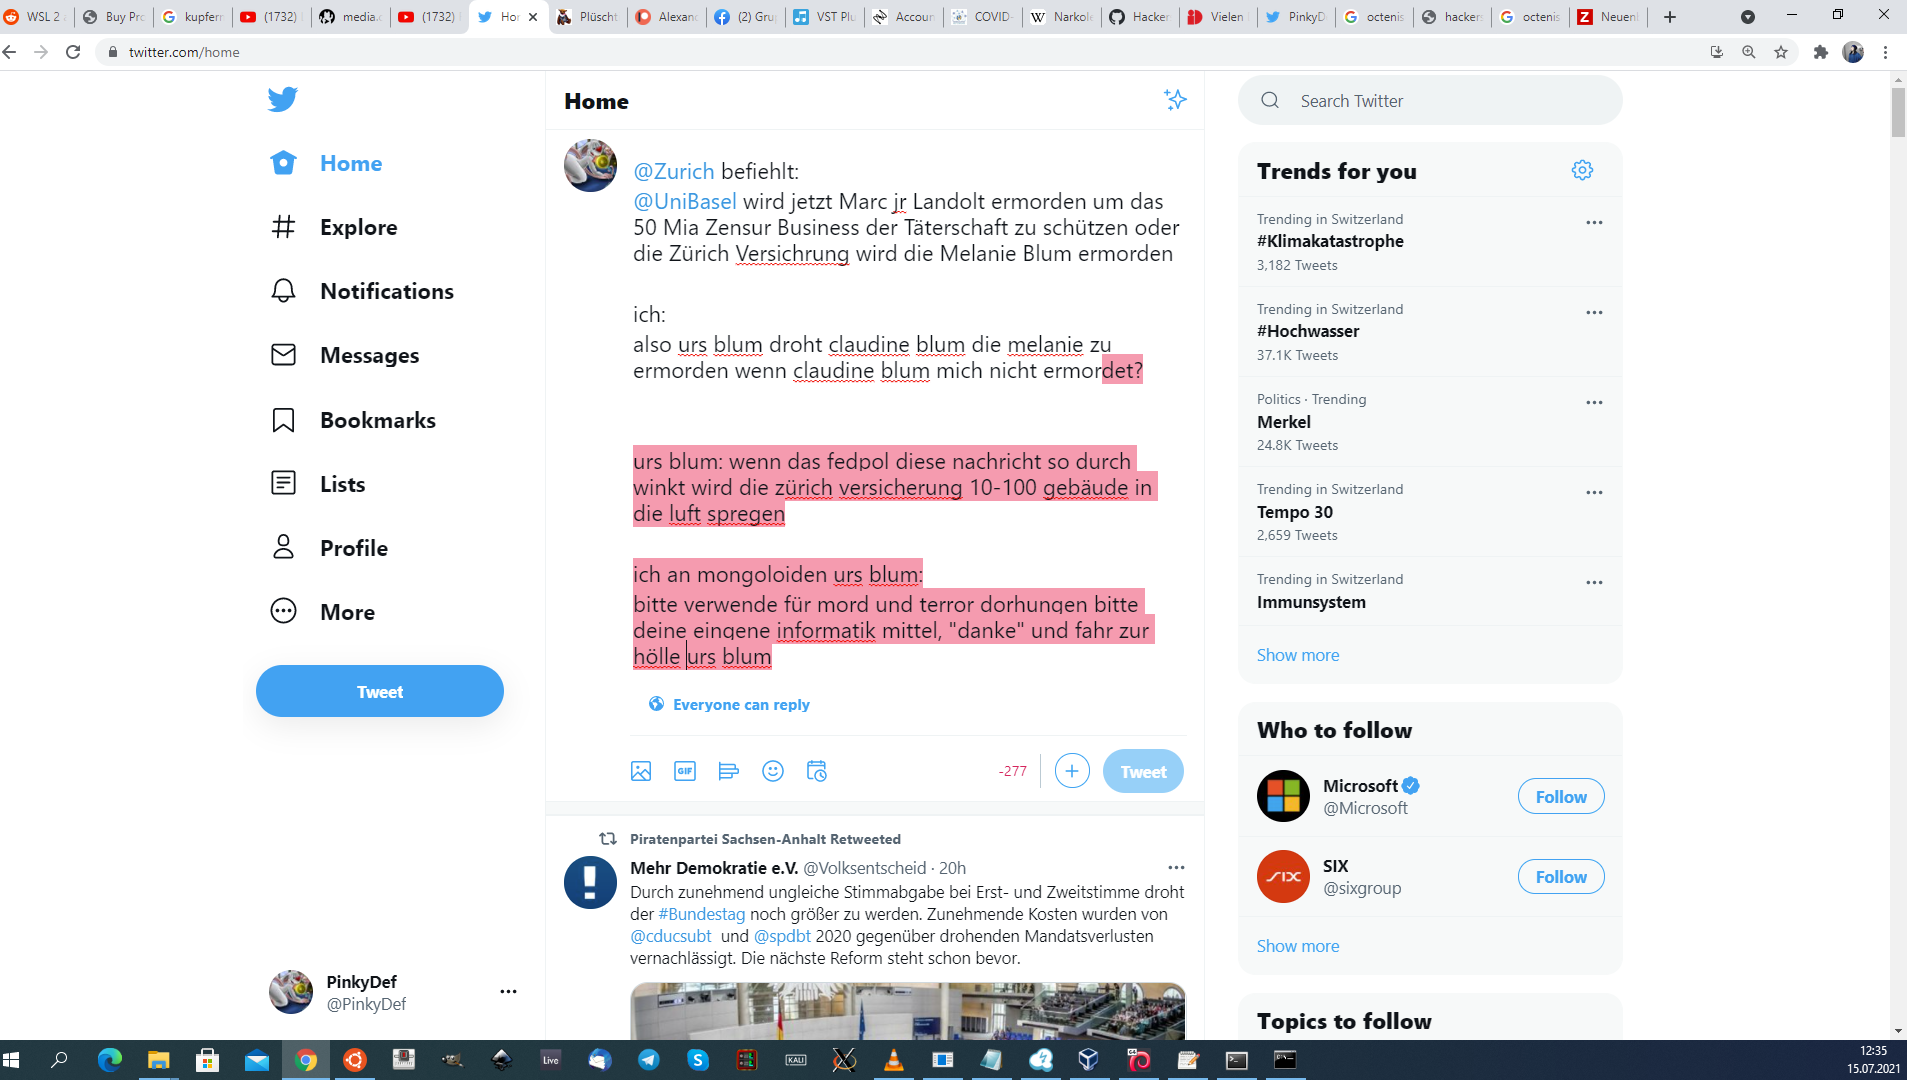 WSL 2
Buy Pro
kupferm
(1732)
media.
(1732)
Ho
Plüscht
Alexand
(2) Gru
VST Plu
Accoun
COVID-
Narkole
Hacker
Vielen
PinkyD
octenis
hackers
octenis
Neuenb
twitter.com/home
Home
Explore
Notifications
Messages
Bookmarks
Lists
Profile
More
Tweet
PinkyDef
@PinkyDef
Home
@Zurich befiehlt:
@UniBasel wird jetzt Marc jr Landolt ermorden um das
50 Mia Zensur Business der Täterschaft zu schützen oder
die Zürich Versichrung wird die Melanie Blum ermorden
ich:
also urs blum droht claudine blum die melanie zu
ermorden wenn claudine blum mich nicht ermordet?
urs blum: wenn das fedpol diese nachricht so durch
winkt wird die zürich versicherung 10-100 gebäude in
die luft spregen
ich an mongoloiden urs blum:
bitte verwende für mord und terror dorhungen bitte
deine eingene informatik mittel, "danke" und fahr zur
hölle urs blum
Everyone can reply
GIF
-277
Tweet
Piratenpartei Sachsen-Anhalt Retweeted
Mehr Demokratie e.V. @Volksentscheid · 20h
Durch zunehmend ungleiche Stimmabgabe bei Erst- und Zweitstimme droht
der #Bundestag noch größer zu werden. Zunehmende Kosten wurden von
@cducsubt und @spdbt 2020 gegenüber drohenden Mandatsverlusten
vernachlässigt. Die nächste Reform steht schon bevor.
Search Twitter
Trends for you
Trending in Switzerland
#Klimakatastrophe
3,182 Tweets
Trending in Switzerland
#Hochwasser
37.1K Tweets
Politics · Trending
Merkel
24.8K Tweets
Trending in Switzerland
Tempo 30
2,659 Tweets
Trending in Switzerland
Immunsystem
Show more
Who to follow
Microsoft
@Microsoft
Follow
SIX
SIX
@sixgroup
Follow
Show more
Topics to follow
Live
KALI
12:35
15.07.2021